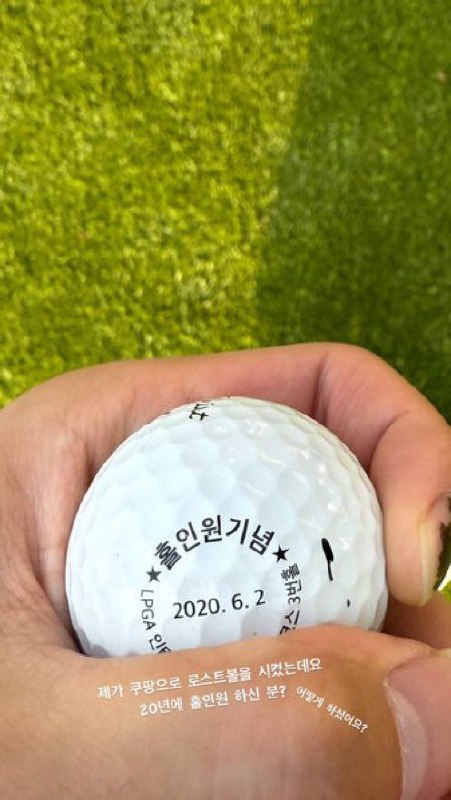 ★홀인원기념★
2020. 6. 2
LPGA
3번홀
제가 쿠팡으로 로스트볼을 시켰는데요
20년에 홀인원 하신 분? 어떻게 하셨어요?